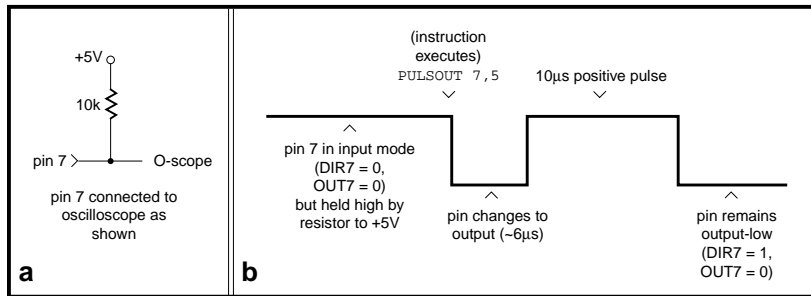 +5V
10k
pin 7
O-scope
pin 7 connected to
oscilloscope as
shown
a
(instruction
executes)
PULSOUT 7,5
10µs positive pulse
pin 7 in input mode
(DIR7 = 0,
OUT7 = 0)
but held high by
resistor to +5V
pin changes to
output (~6µs)
pin remains
output-low
(DIR7 = 1,
OUT7 = 0)
b